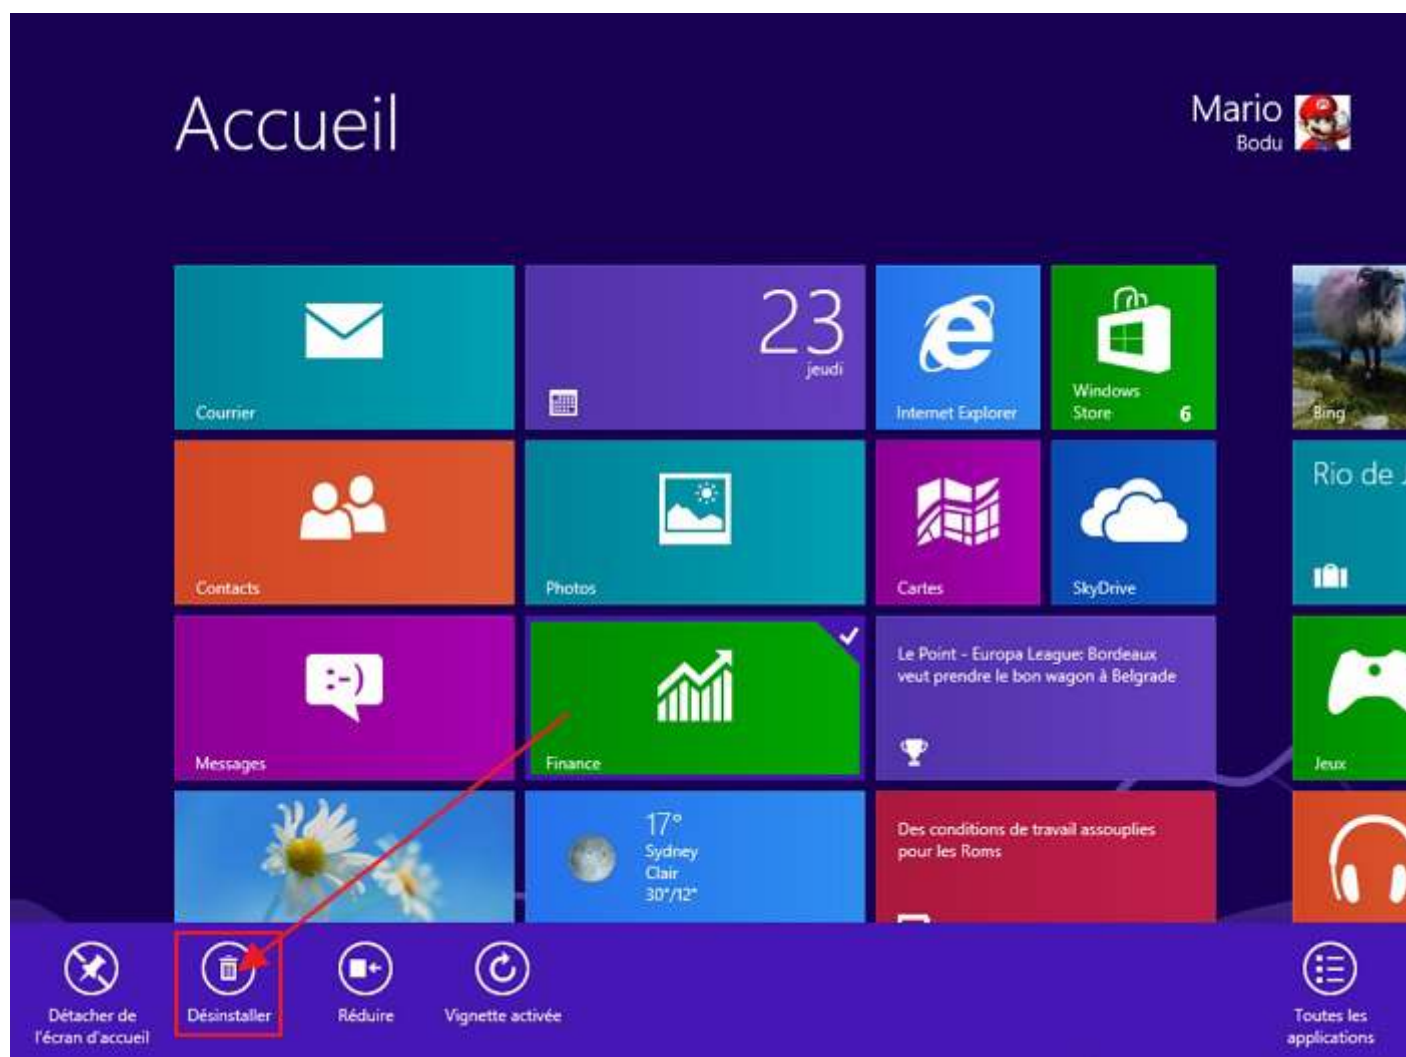 Accueil
Mario
Bodu
Courrier
23
jeudi
Internet Explorer
Windows
Store 6
Bing
Contacts
Photos
Cartes
SkyDrive
Rio de
Messages
Finance
Le Point - Europa League: Bordeaux
veut prendre le bon wagon à Belgrade
Jeux
17°
Sydney
Clair
30°/12°
Des conditions de travail assouplies
pour les Roms
Détacher de
l'écran d'accueil
Désinstaller
Réduire
Vignette activée
Toutes les
applications